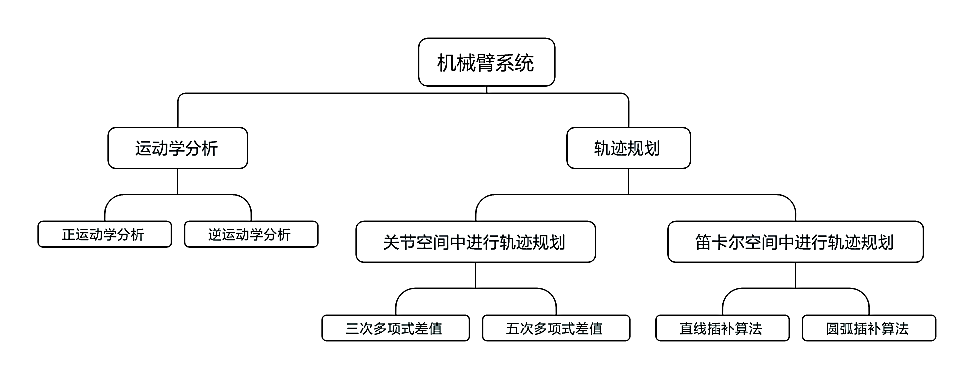 机械臂系统
运动学分析
轨迹规划
正运动学分析
逆运动学分析
关节空间中进行轨迹规划
笛卡尔空间中进行轨迹规划
三次多项式差值
五次多项式差值
直线插补算法
圆弧插补算法